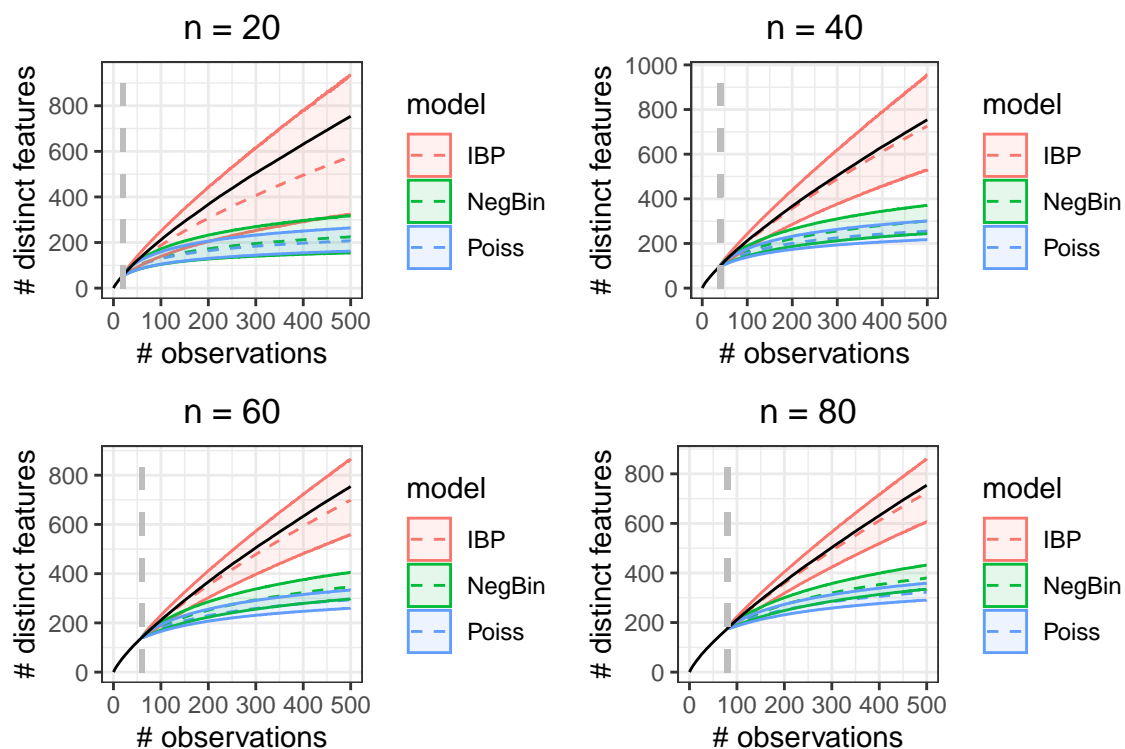 n = 20
# distinct features
800
600
400
200
0
0 100 200 300 400 500
# observations
model
IBP
NegBin
Poiss
n = 40
# distinct features
1000
800
600
400
200
0
0 100 200 300 400 500
# observations
model
IBP
NegBin
Poiss
n = 60
# distinct features
800
600
400
200
0
0 100 200 300 400 500
# observations
model
IBP
NegBin
Poiss
n = 80
# distinct features
800
600
400
200
0
0 100 200 300 400 500
# observations
model
IBP
NegBin
Poiss